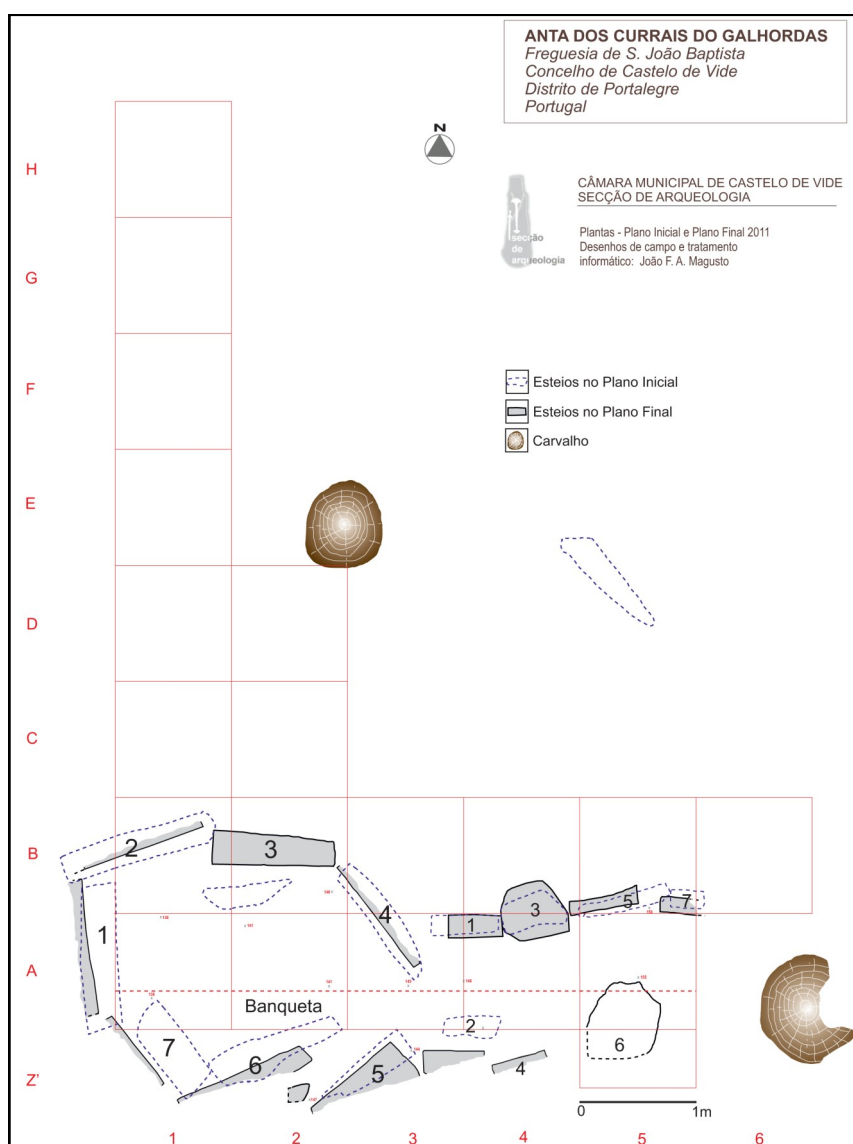 ANTA DOS CURRAIS DO GALHORDAS
Freguesia de S. João Baptista
Concelho de Castelo de Vide
Distrito de Portalegre
Portugal
N
CÂMARA MUNICIPAL DE CASTELO DE VIDE
SECÇÃO DE ARQUEOLOGIA
secção
de
arqueologia
Plantas - Plano Inicial e Plano Final 2011
Desenhos de campo e tratamento
informático: João F. A. Magusto
Esteios no Plano Inicial
Esteios no Plano Final
Carvalho
H
G
F
E
D
C
B
A
Z'
2
3
4
1
3
5
7
1
Banqueta
2
6
7
6
5
4
0 1m
1 2 3 4 5 6